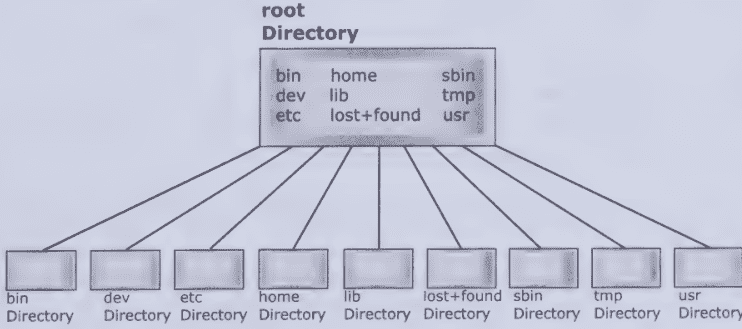 root
Directory
bin home sbin
dev lib tmp
etc lost+found usr
bin Directory
dev Directory
etc Directory
home Directory
lib Directory
lost+found Directory
sbin Directory
tmp Directory
usr Directory